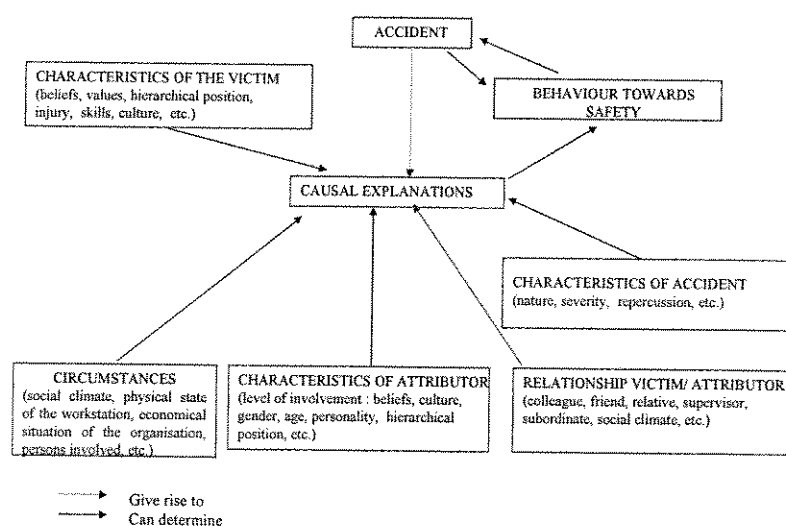 ACCIDENT
CHARACTERISTICS OF THE VICTIM
(beliefs, values, hierarchical position,
injury, skills, culture, etc.)
BEHAVIOUR TOWARDS
SAFETY
CAUSAL EXPLANATIONS
CHARACTERISTICS OF ACCIDENT
(nature, severity, repercussion, etc.)
CIRCUMSTANCES
(social climate, physical state
of the workstation, economical
situation of the organisation,
persons involved, etc.)
CHARACTERISTICS OF ATTRIBUTOR
(level of involvement : beliefs, culture,
gender, age, personality, hierarchical
position, etc.)
RELATIONSHIP VICTIM/ ATTRIBUTOR
(colleague, friend, relative, supervisor,
subordinate, social climate, etc.)
Give rise to
Can determine